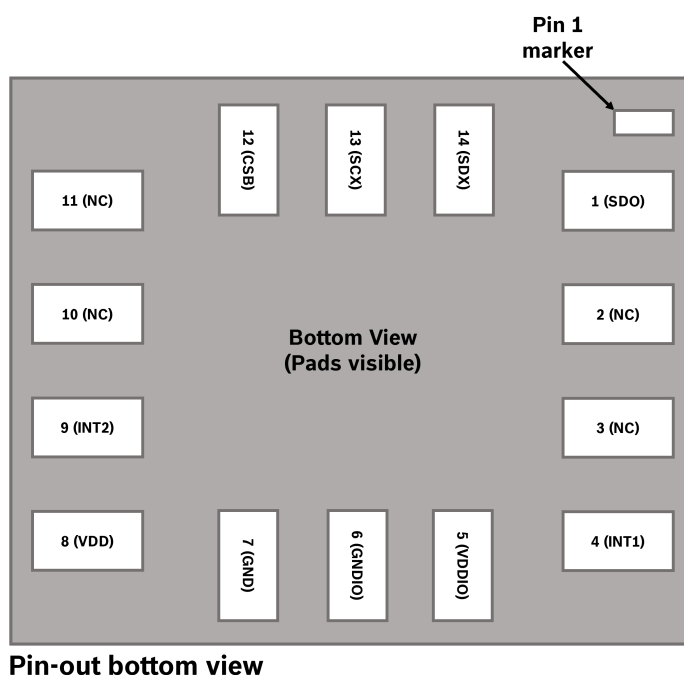 Pin 1
marker
12 (CSB)
13 (SCX)
14 (SDX)
11 (NC)
1 (SDO)
10 (NC)
2 (NC)
Bottom View
(Pads visible)
9 (INT2)
3 (NC)
8 (VDD)
7 (GND)
6 (GNDIO)
5 (VDDIO)
4 (INT1)
Pin-out bottom view